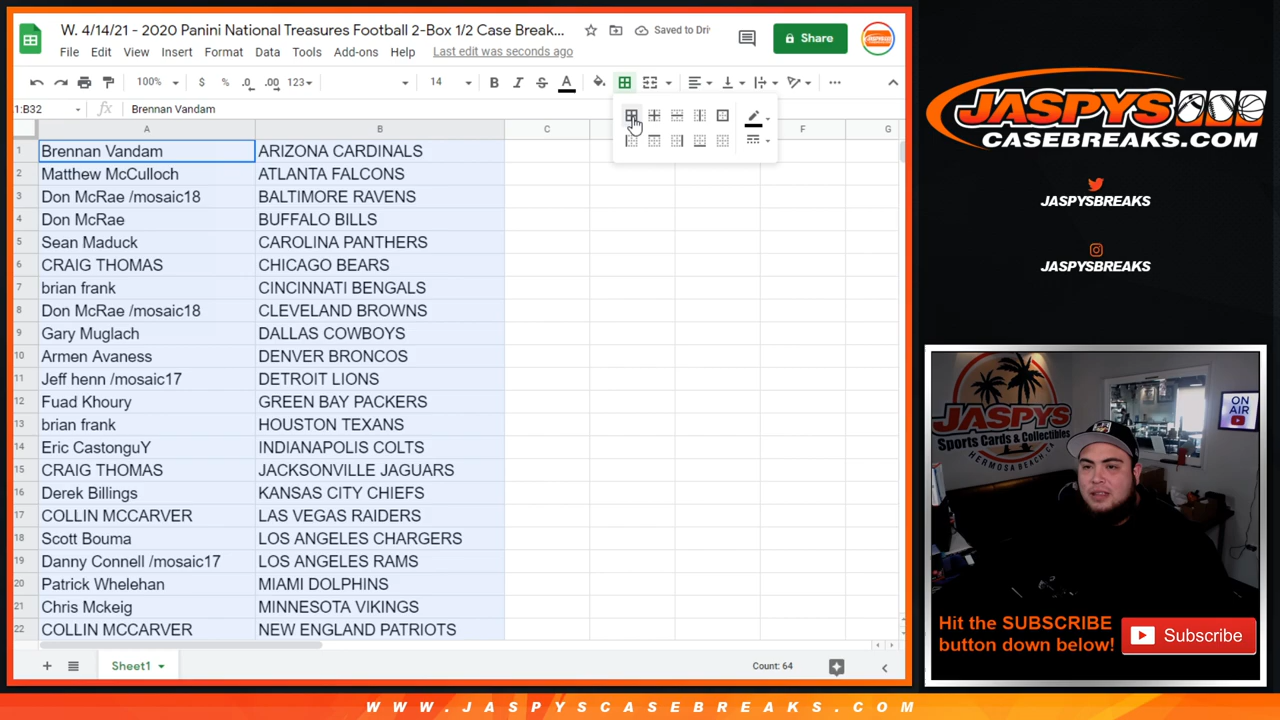 W. 4/14/21 - 2020 Panini National Treasures Football 2-Box 1/2 Case Break...
Saved to Dri
Share
File Edit View Insert Format Data Tools Add-ons Help Last edit was seconds ago
100% $ % .0 .00 123 14 B I S A
1:B32 fx Brennan Vandam
A B C F G
1 Brennan Vandam ARIZONA CARDINALS
2 Matthew McCulloch ATLANTA FALCONS
3 Don McRae /mosaic18 BALTIMORE RAVENS
4 Don McRae BUFFALO BILLS
5 Sean Maduck CAROLINA PANTHERS
6 CRAIG THOMAS CHICAGO BEARS
7 brian frank CINCINNATI BENGALS
8 Don McRae /mosaic18 CLEVELAND BROWNS
9 Gary Muglach DALLAS COWBOYS
10 Armen Avaness DENVER BRONCOS
11 Jeff henn /mosaic17 DETROIT LIONS
12 Fuad Khoury GREEN BAY PACKERS
13 brian frank HOUSTON TEXANS
14 Eric CastonguY INDIANAPOLIS COLTS
15 CRAIG THOMAS JACKSONVILLE JAGUARS
16 Derek Billings KANSAS CITY CHIEFS
17 COLLIN MCCARVER LAS VEGAS RAIDERS
18 Scott Bouma LOS ANGELES CHARGERS
19 Danny Connell /mosaic17 LOS ANGELES RAMS
20 Patrick Whelehan MIAMI DOLPHINS
21 Chris Mckeig MINNESOTA VIKINGS
22 COLLIN MCCARVER NEW ENGLAND PATRIOTS
Sheet1
Count: 64
JASPYS
CASEBREAKS.COM
JASPYSBREAKS
JASPYSBREAKS
JASPYS
Sports Cards & Collectibles
HERMOSA BEACH, CA
ON
AIR
Hit the SUBSCRIBE
button down below!
Subscribe
WWW.JASPYSCASEBREAKS.COM